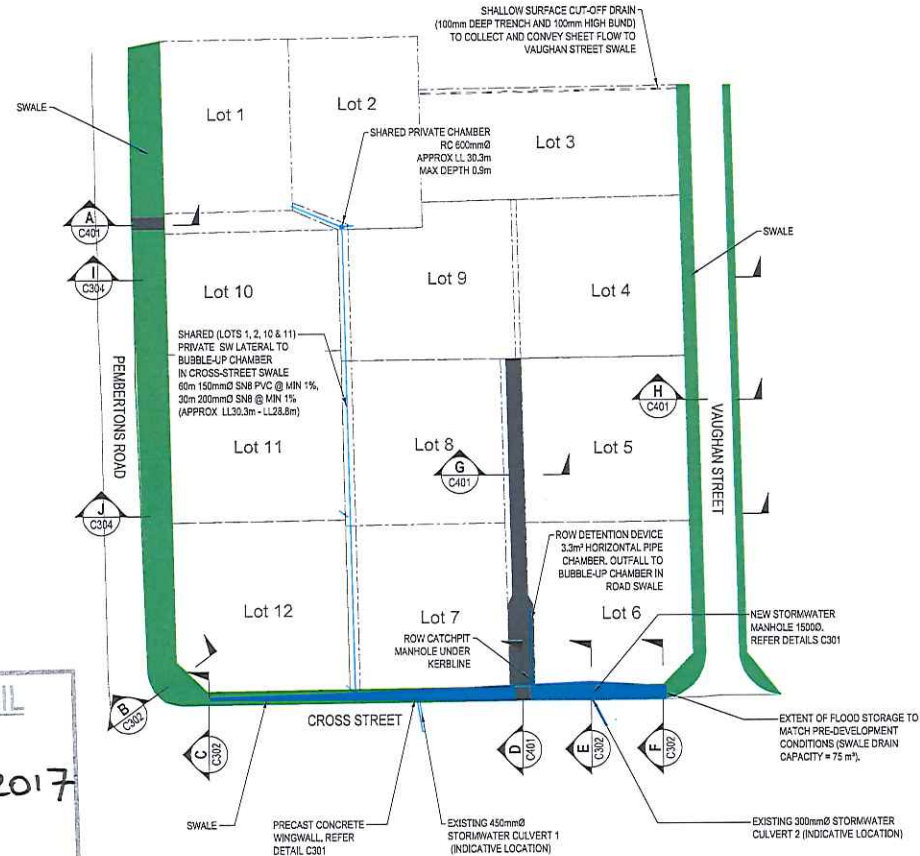 SHALLOW SURFACE CUT-OFF DRAIN
(100mm DEEP TRENCH AND 100mm HIGH BUND)
TO COLLECT AND CONVEY SHEET FLOW TO
VAUGHAN STREET SWALE
SWALE
Lot 1
Lot 2
SHARED PRIVATE CHAMBER
RC 600mmØ
APPROX LL 30.3m
MAX DEPTH 0.9m
Lot 3
A
C401
SWALE
I
C304
Lot 10
Lot 9
Lot 4
SHARED (LOTS 1, 2, 10 & 11)
PRIVATE SW LATERAL TO
BUBBLE-UP CHAMBER
IN CROSS-STREET SWALE
60m 150mmØ SN8 PVC @ MIN 1%,
30m 200mmØ SN8 @ MIN 1%
(APPROX LL30.3m - LL28.8m)
PEMBERTONS ROAD
H
C401
VAUGHAN STREET
Lot 11
Lot 8
Lot 5
G
C401
J
C304
ROW DETENTION DEVICE
3.3m³ HORIZONTAL PIPE
CHAMBER. OUTFALL TO
BUBBLE-UP CHAMBER IN
ROAD SWALE
Lot 12
Lot 7
Lot 6
NEW STORMWATER
MANHOLE 1500Ø.
REFER DETAILS C301
ROW CATCHPIT
MANHOLE UNDER
KERBLINE
B
C302
CROSS STREET
C
C302
D
C401
E
C302
F
C302
EXTENT OF FLOOD STORAGE TO
MATCH PRE-DEVELOPMENT
CONDITIONS (SWALE DRAIN
CAPACITY = 75 m³).
2017
SWALE
PRECAST CONCRETE
WINGWALL, REFER
DETAIL C301
EXISTING 450mmØ
STORMWATER CULVERT 1
(INDICATIVE LOCATION)
EXISTING 300mmØ STORMWATER
CULVERT 2 (INDICATIVE LOCATION)